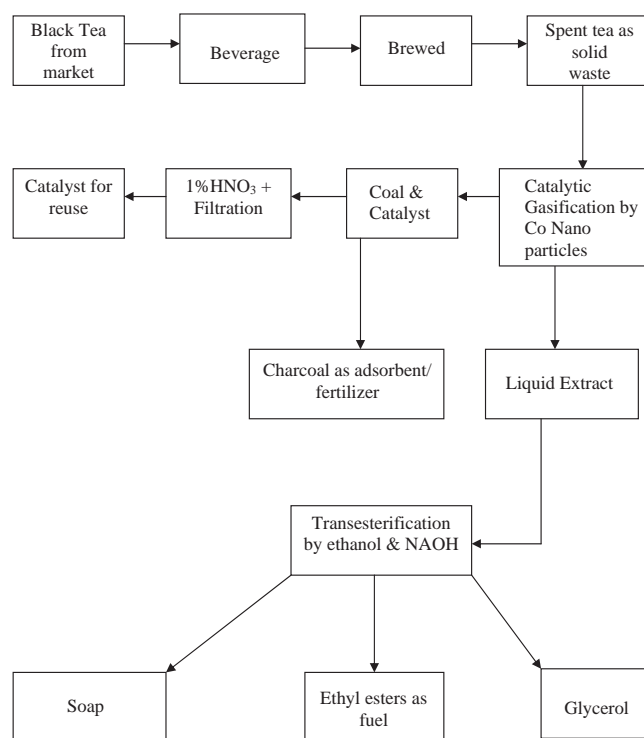 Black Tea
from
market
Beverage
Brewed
Spent tea as
solid
waste
Catalyst for
reuse
1%HNO₃ +
Filtration
Coal &
Catalyst
Catalytic
Gasification by
Co Nano
particles
Charcoal as adsorbent/
fertilizer
Liquid Extract
Transesterification
by ethanol & NAOH
Soap
Ethyl esters as
fuel
Glycerol